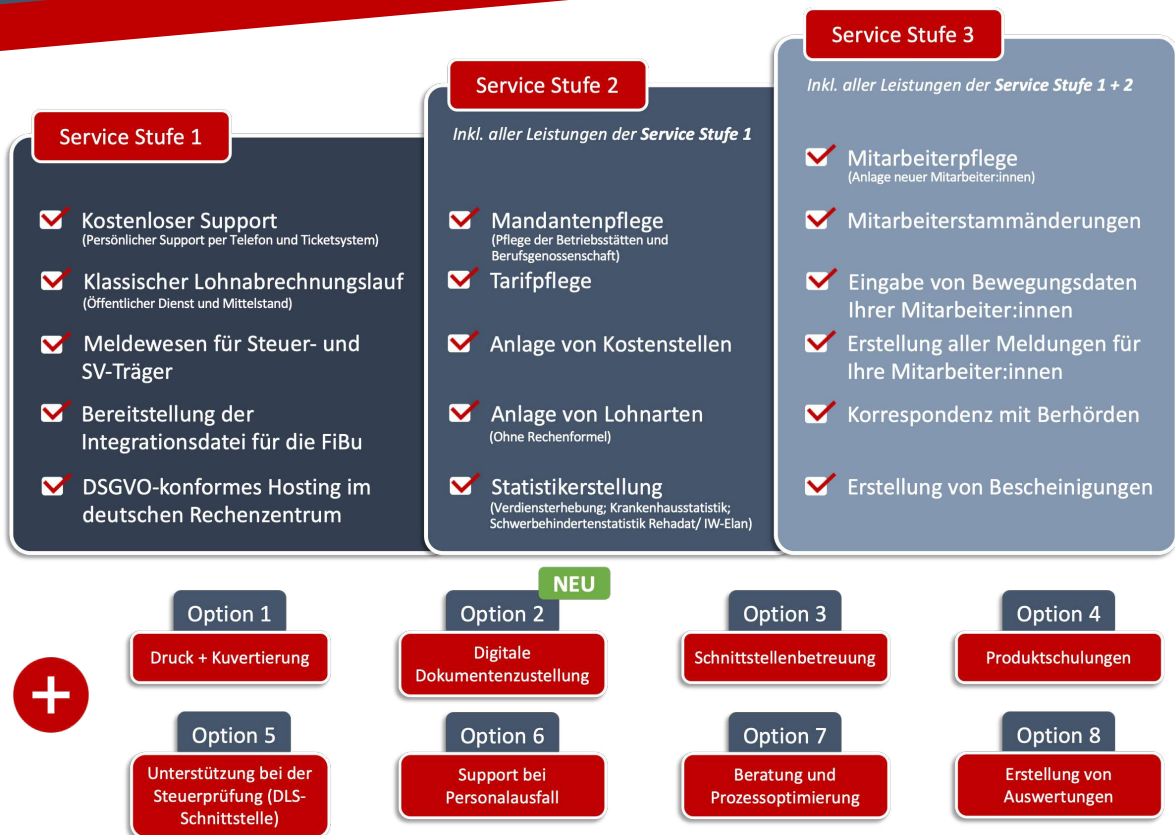 Service Stufe 1
Kostenloser Support
(Persönlicher Support per Telefon und Ticketsystem)
Klassischer Lohnabrechnungslauf
(Öffentlicher Dienst und Mittelstand)
Meldewesen für Steuer- und
SV-Träger
Bereitstellung der
Integrationsdatei für die FiBu
DSGVO-konformes Hosting im
deutschen Rechenzentrum
Service Stufe 2
Inkl. aller Leistungen der Service Stufe 1
Mandantenpflege
(Pflege der Betriebsstätten und
Berufsgenossenschaft)
Tarifpflege
Anlage von Kostenstellen
Anlage von Lohnarten
(Ohne Rechenformel)
Statistikerstellung
(Verdiensterhebung; Krankenhausstatistik;
Schwerbehindertenstatistik Rehadat/ IW-Elan)
Service Stufe 3
Inkl. aller Leistungen der Service Stufe 1 + 2
Mitarbeiterpflege
(Anlage neuer Mitarbeiter:innen)
Mitarbeiterstammänderungen
Eingabe von Bewegungsdaten
Ihrer Mitarbeiter:innen
Erstellung aller Meldungen für
Ihre Mitarbeiter:innen
Korrespondenz mit Berhörden
Erstellung von Bescheinigungen
+
Option 1
Druck + Kuvertierung
NEU
Option 2
Digitale
Dokumentenzustellung
Option 3
Schnittstellenbetreuung
Option 4
Produktschulungen
Option 5
Unterstützung bei der
Steuerprüfung (DLS-
Schnittstelle)
Option 6
Support bei
Personalausfall
Option 7
Beratung und
Prozessoptimierung
Option 8
Erstellung von
Auswertungen